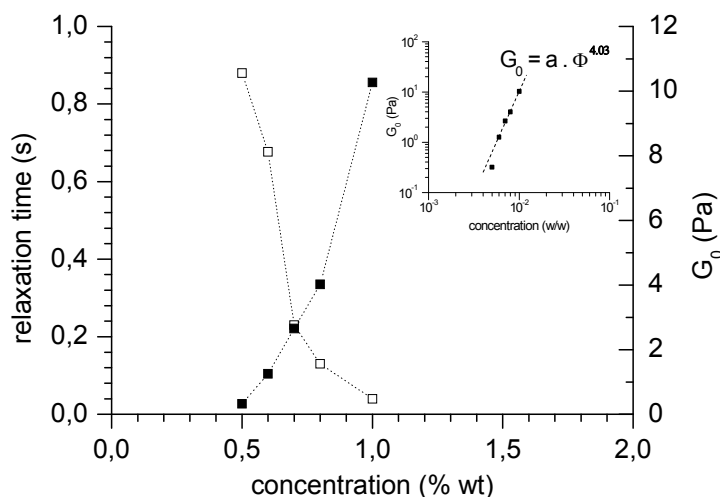 1,0
0,8
0,6
0,4
0,2
0,0
relaxation time (s)
0,0 0,5 1,0 1,5 2,0
concentration (% wt)
12
10
8
6
4
2
0
G₀ (Pa)
G₀ = a . Φ⁴·⁰³
10²
10¹
10⁰
10⁻¹
G₀ (Pa)
10⁻³ 10⁻² 10⁻¹
concentration (w/w)